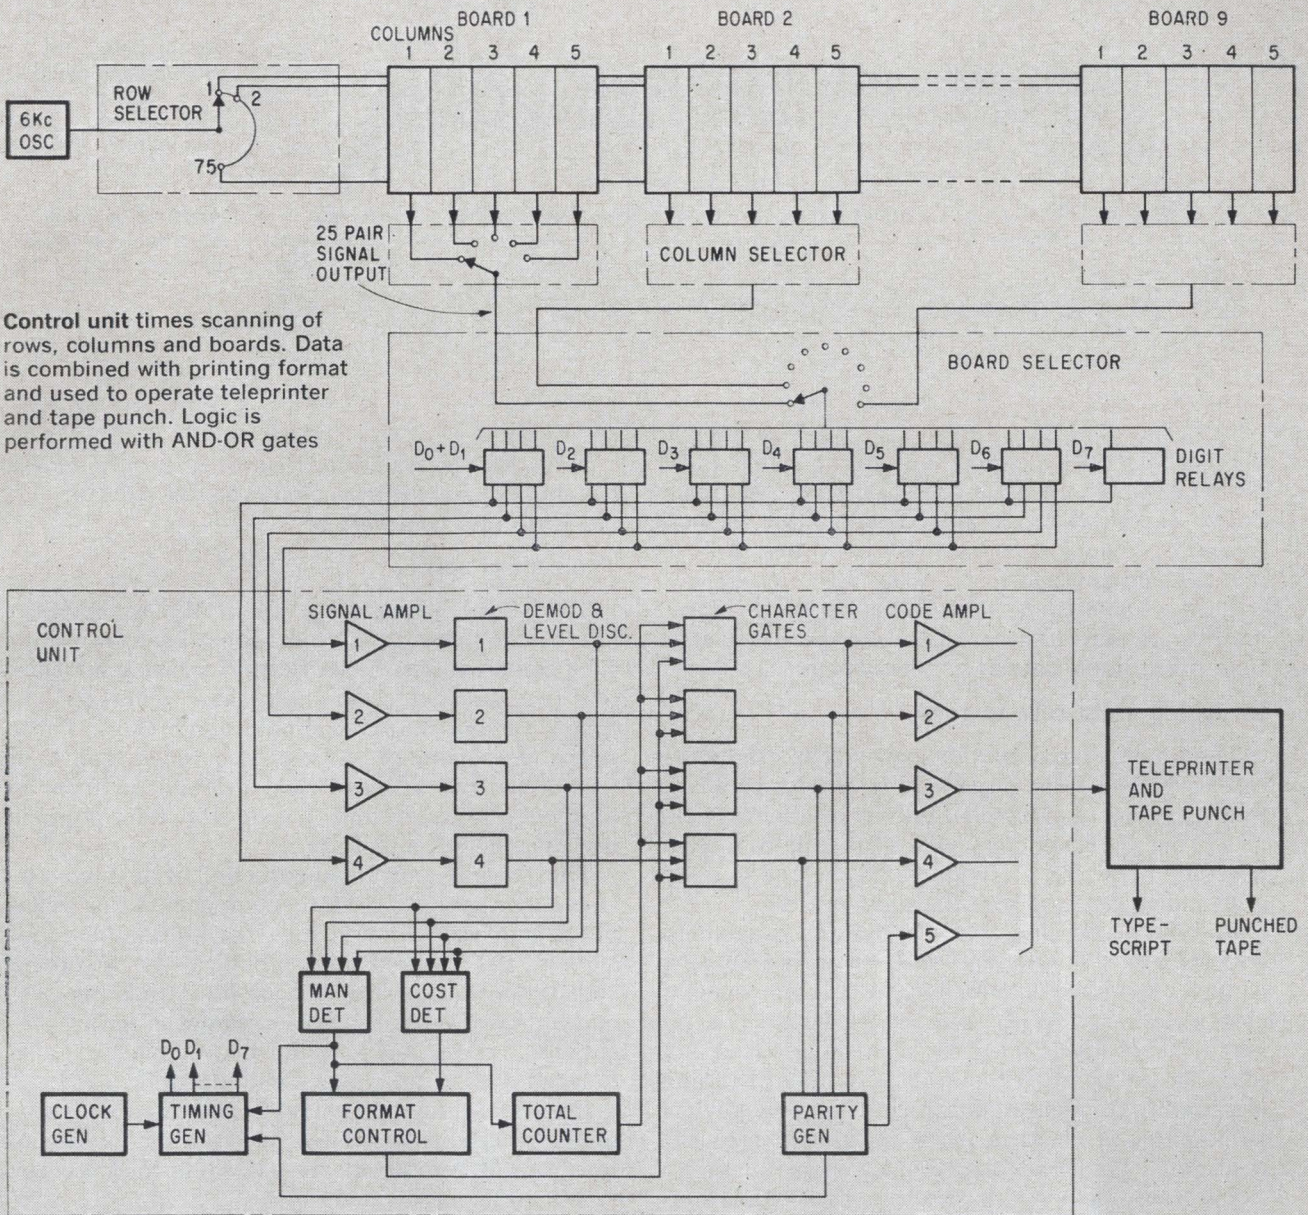 BOARD 1
BOARD 2
BOARD 9
COLUMNS
1 2 3 4 5
1 2 3 4 5
1 2 3 4 5
ROW
SELECTOR
1
2
75
6Kc
OSC
25 PAIR
SIGNAL
OUTPUT
COLUMN SELECTOR
Control unit times scanning of
rows, columns and boards. Data
is combined with printing format
and used to operate teleprinter
and tape punch. Logic is
performed with AND-OR gates
BOARD SELECTOR
D0+D1
D2
D3
D4
D5
D6
D7
DIGIT
RELAYS
CONTROL
UNIT
SIGNAL AMPL
DEMOD &
LEVEL DISC.
CHARACTER
GATES
CODE AMPL
1
1
1
2
2
2
3
3
3
4
4
4
5
TELEPRINTER
AND
TAPE PUNCH
TYPE-
SCRIPT
PUNCHED
TAPE
MAN
DET
COST
DET
D0 D1 D7
CLOCK
GEN
TIMING
GEN
FORMAT
CONTROL
TOTAL
COUNTER
PARITY
GEN